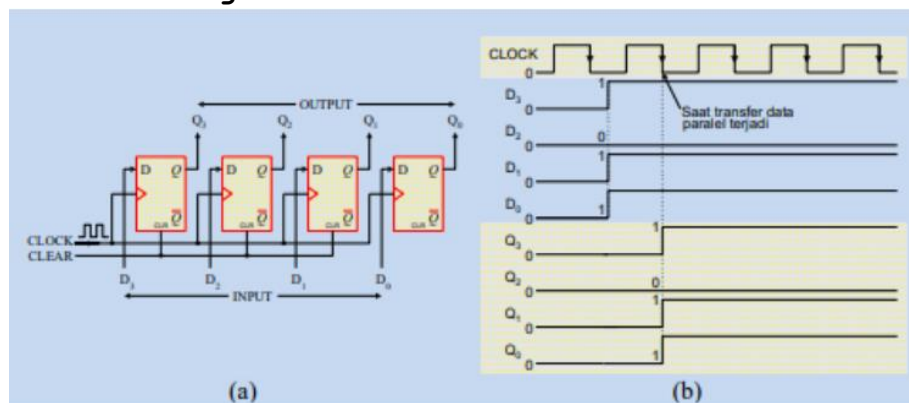 OUTPUT
Q3 Q2 Q1 Q0
D Q D Q D Q D Q
Q Q Q Q
CLR CLR CLR CLR
CLOCK
CLEAR
D3 D2 D1 D0
INPUT
(a)
CLOCK
0
D3 0 1
Saat transfer data
paralel terjadi
D2 0 0
D1 0 1
D0 0 1
Q3 0 1
Q2 0 0
Q1 0 1
Q0 0 1
(b)